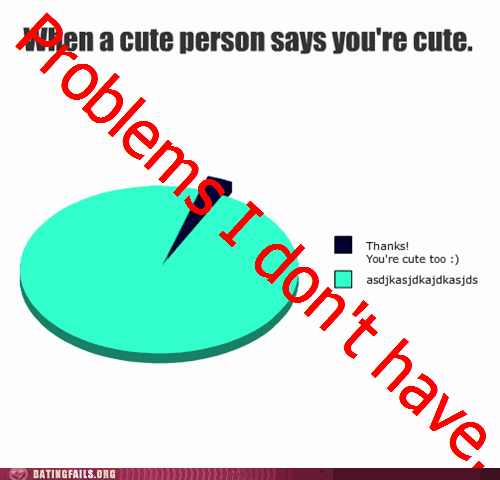 When a cute person says you're cute.
Problems I don't have.
Thanks!
You're cute too :)
asdjkasjdkajdkasjds
DATINGFAILS.ORG